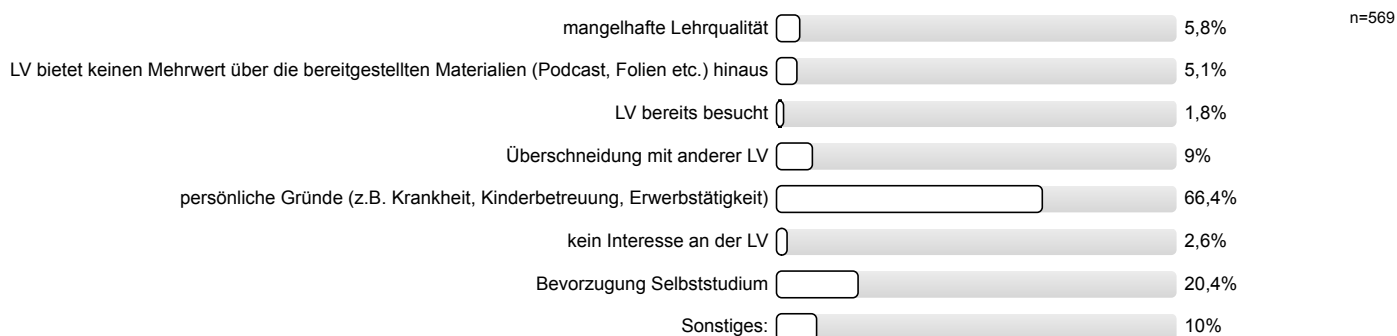 mangelhafte Lehrqualität 5,8% n=569
LV bietet keinen Mehrwert über die bereitgestellten Materialien (Podcast, Folien etc.) hinaus 5,1%
LV bereits besucht 1,8%
Überschneidung mit anderer LV 9%
persönliche Gründe (z.B. Krankheit, Kinderbetreuung, Erwerbstätigkeit) 66,4%
kein Interesse an der LV 2,6%
Bevorzugung Selbststudium 20,4%
Sonstiges: 10%